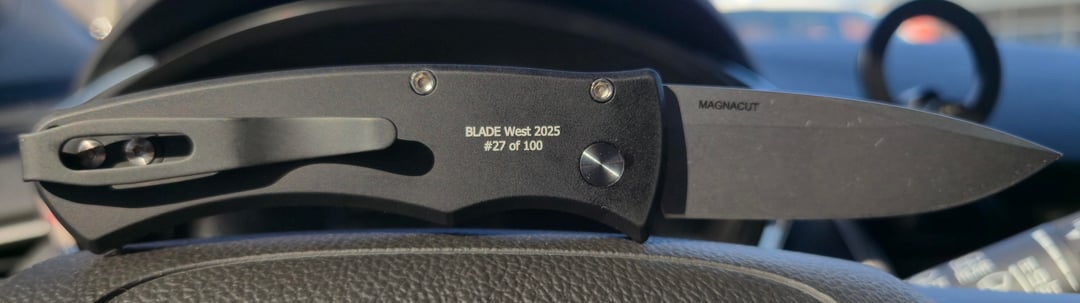 BLADE West 2025
#27 of 100
MAGNACUT